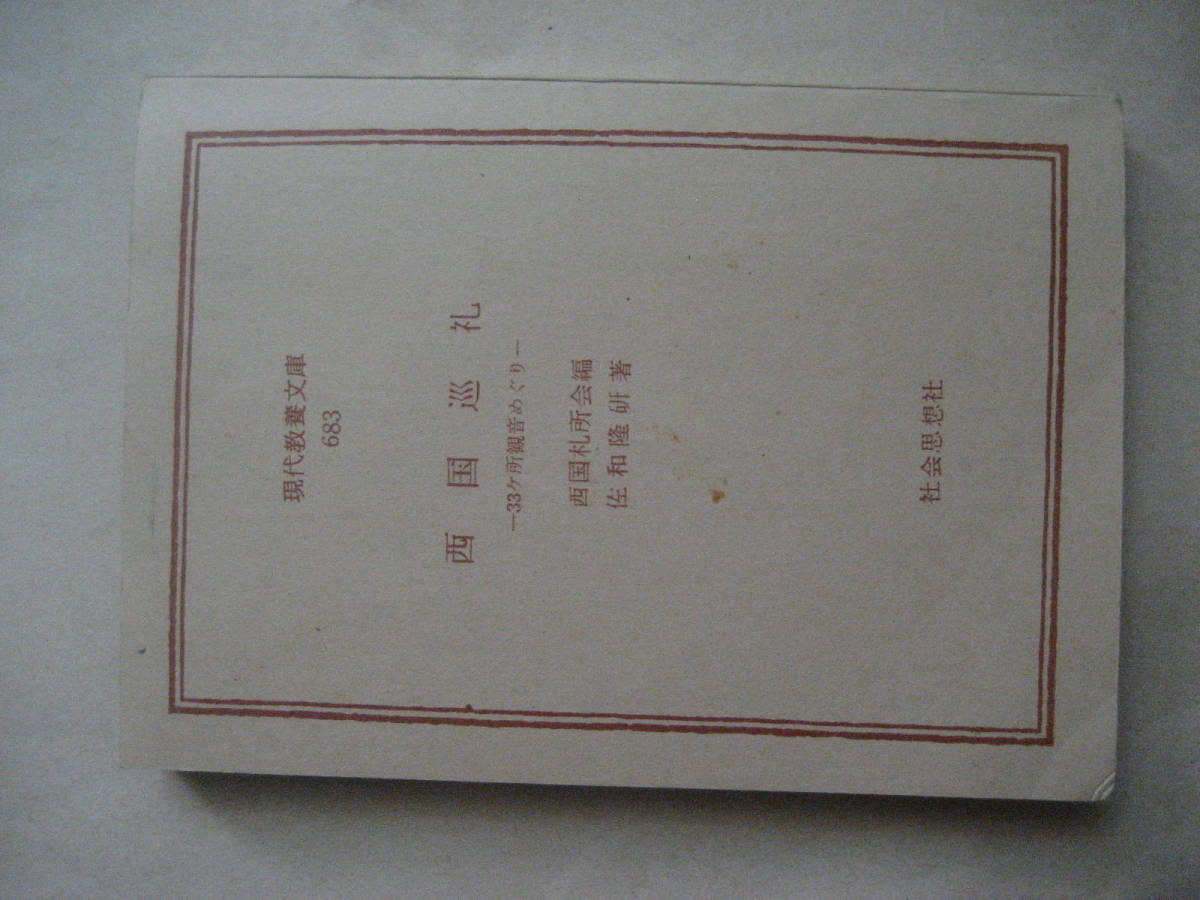 現代教養文庫
683
西国巡礼
―33ケ所観音めぐり―
西国札所会編
佐和隆研著
社会思想社